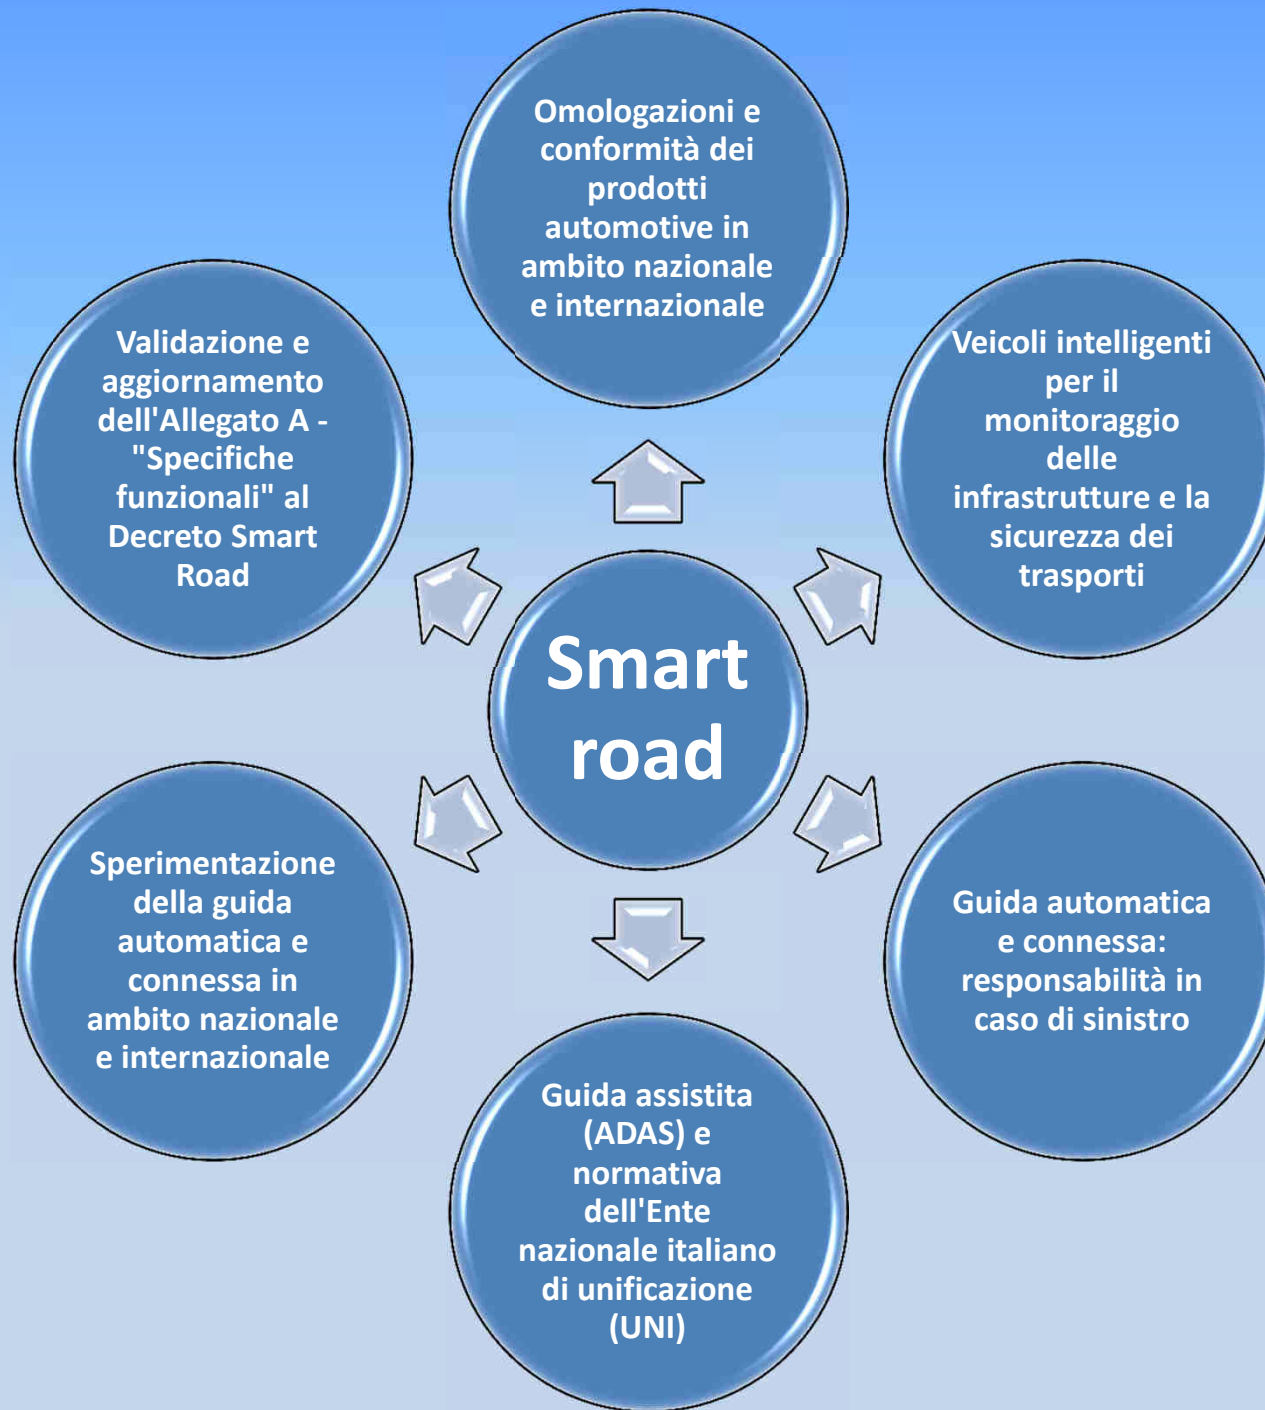 Omologazioni e
conformità dei
prodotti
automotive in
ambito nazionale
e internazionale
Veicoli intelligenti
per il
monitoraggio
delle
infrastrutture e la
sicurezza dei
trasporti
Guida automatica
e connessa:
responsabilità in
caso di sinistro
Guida assistita
(ADAS) e
normativa
dell'Ente
nazionale italiano
di unificazione
(UNI)
Sperimentazione
della guida
automatica e
connessa in
ambito nazionale
e internazionale
Validazione e
aggiornamento
dell'Allegato A -
"Specifiche
funzionali" al
Decreto Smart
Road
Smart
road